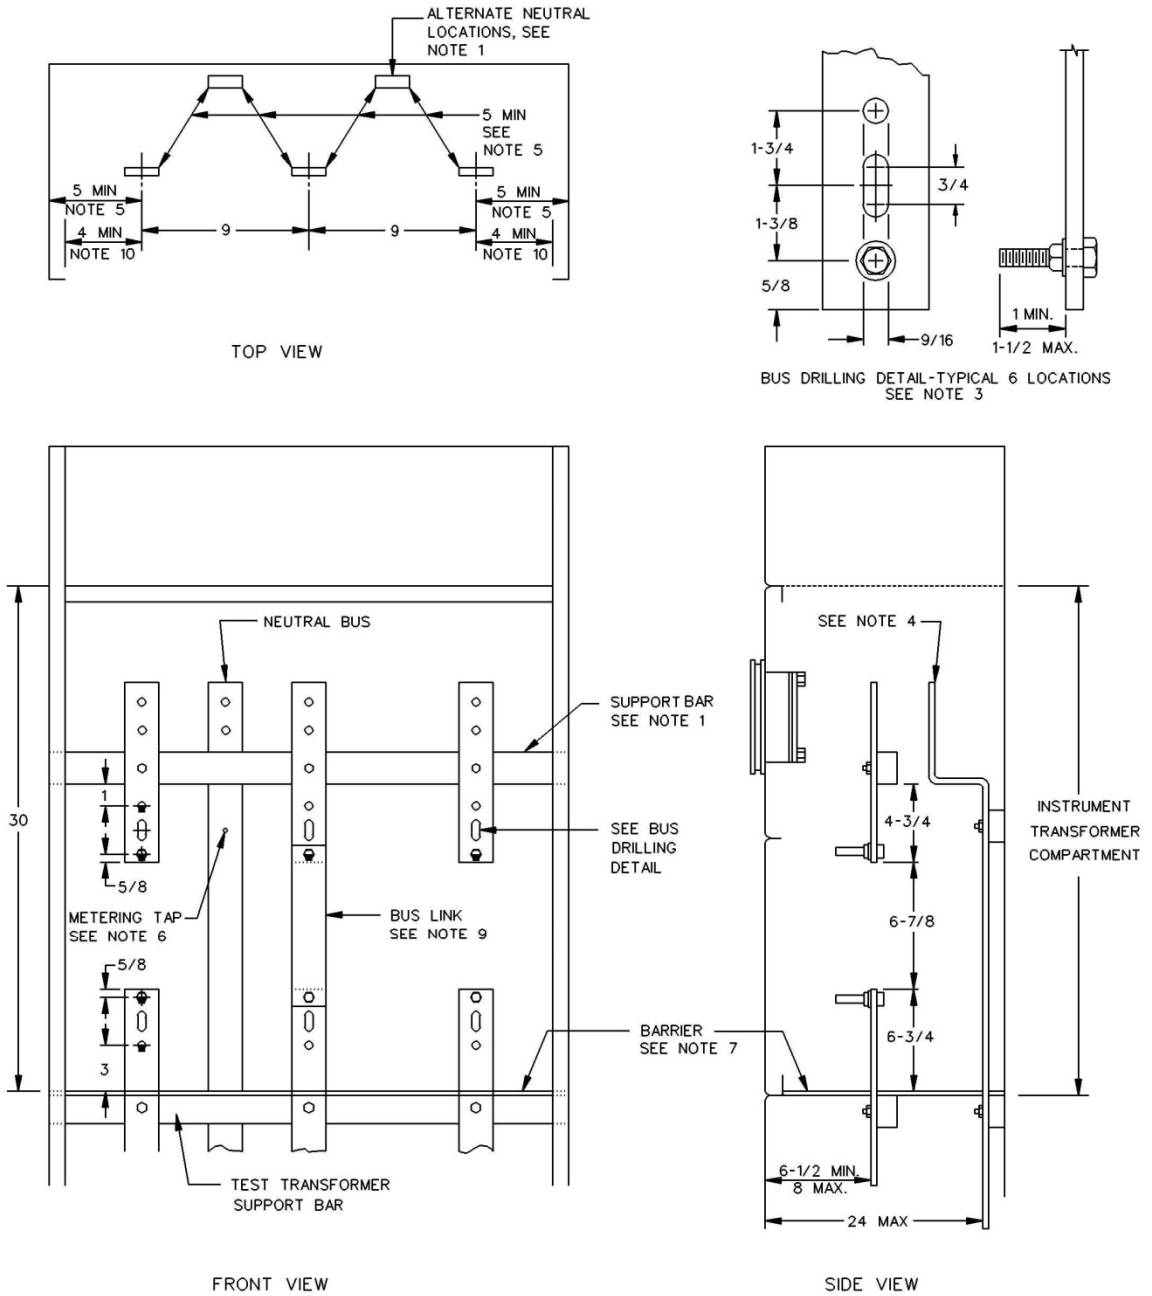 ALTERNATE NEUTRAL
LOCATIONS, SEE
NOTE 1
5 MIN
SEE
NOTE 5
5 MIN
NOTE 5
4 MIN
NOTE 10
9
9
5 MIN
NOTE 5
4 MIN
NOTE 10
TOP VIEW
1-3/4
1-3/8
5/8
3/4
9/16
1 MIN.
1-1/2 MAX.
BUS DRILLING DETAIL-TYPICAL 6 LOCATIONS
SEE NOTE 3
NEUTRAL BUS
SUPPORT BAR
SEE NOTE 1
30
1
5/8
SEE BUS
DRILLING
DETAIL
METERING TAP
SEE NOTE 6
BUS LINK
SEE NOTE 9
5/8
3
BARRIER
SEE NOTE 7
TEST TRANSFORMER
SUPPORT BAR
FRONT VIEW
SEE NOTE 4
4-3/4
6-7/8
6-3/4
INSTRUMENT
TRANSFORMER
COMPARTMENT
6-1/2 MIN.
8 MAX.
24 MAX
SIDE VIEW